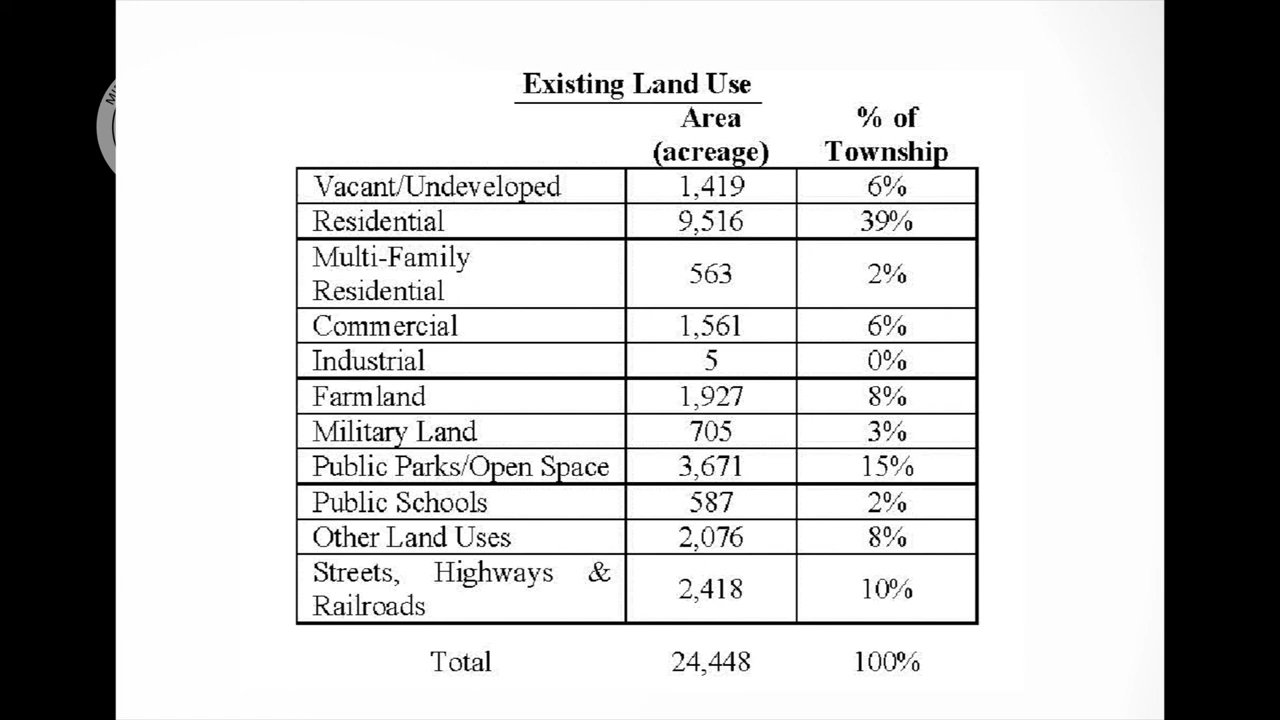 Existing Land Use
Area (acreage) % of Township
Vacant/Undeveloped 1,419 6%
Residential 9,516 39%
Multi-Family Residential 563 2%
Commercial 1,561 6%
Industrial 5 0%
Farmland 1,927 8%
Military Land 705 3%
Public Parks/Open Space 3,671 15%
Public Schools 587 2%
Other Land Uses 2,076 8%
Streets, Highways & Railroads 2,418 10%
Total 24,448 100%